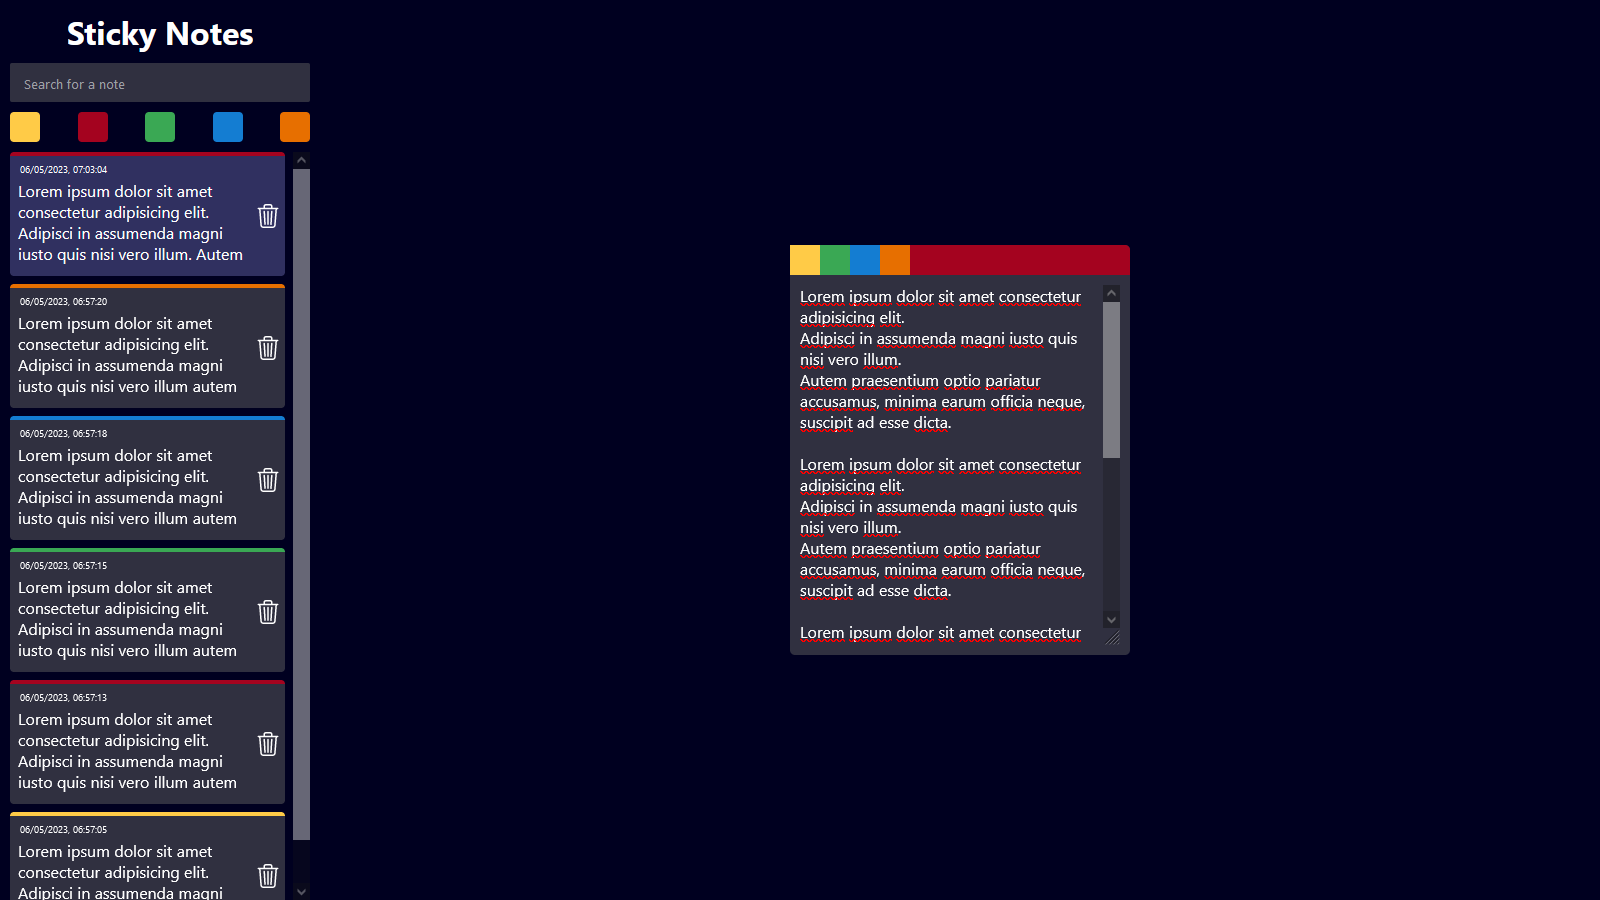 Sticky Notes
Search for a note
06/05/2023, 07:03:04
Lorem ipsum dolor sit amet
consectetur adipisicing elit.
Adipisci in assumenda magni
iusto quis nisi vero illum. Autem
06/05/2023, 06:57:20
Lorem ipsum dolor sit amet
consectetur adipisicing elit.
Adipisci in assumenda magni
iusto quis nisi vero illum autem
06/05/2023, 06:57:18
Lorem ipsum dolor sit amet
consectetur adipisicing elit.
Adipisci in assumenda magni
iusto quis nisi vero illum autem
06/05/2023, 06:57:15
Lorem ipsum dolor sit amet
consectetur adipisicing elit.
Adipisci in assumenda magni
iusto quis nisi vero illum autem
06/05/2023, 06:57:13
Lorem ipsum dolor sit amet
consectetur adipisicing elit.
Adipisci in assumenda magni
iusto quis nisi vero illum autem
06/05/2023, 06:57:05
Lorem ipsum dolor sit amet
consectetur adipisicing elit.
Adipisci in assumenda magni
Lorem ipsum dolor sit amet consectetur
adipisicing elit.
Adipisci in assumenda magni iusto quis
nisi vero illum.
Autem praesentium optio pariatur
accusamus, minima earum officia neque,
suscipit ad esse dicta.
Lorem ipsum dolor sit amet consectetur
adipisicing elit.
Adipisci in assumenda magni iusto quis
nisi vero illum.
Autem praesentium optio pariatur
accusamus, minima earum officia neque,
suscipit ad esse dicta.
Lorem ipsum dolor sit amet consectetur